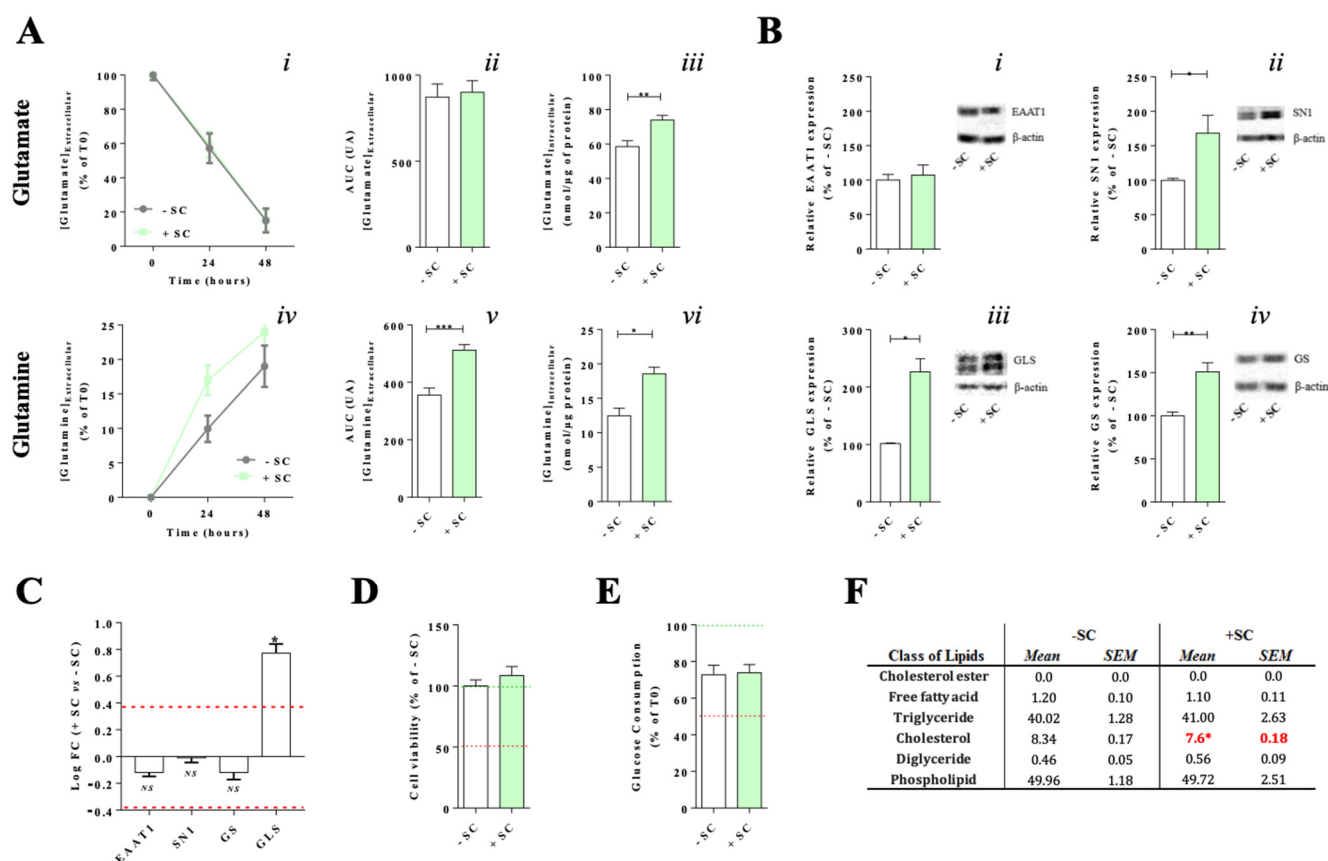 A
B
Glutamate
i
[Glutamate]Extracellular
(% of T0)
100
80
60
40
20
0
- SC
+ SC
0 24 48
Time (hours)
ii
AUC (UA)
[Glutamate]Extracellular
1000
500
0
- SC
+ SC
iii
[Glutamate]Intracellular
(nmol/µg of protein)
100
80
60
40
20
0
**
- SC
+ SC
i
Relative EAAT1 expression
(% of - SC)
250
200
150
100
50
0
- SC
+ SC
EAAT1
β-actin
- SC
+ SC
ii
Relative SN1 expression
(% of - SC)
250
200
150
100
50
0
*
- SC
+ SC
SN1
β-actin
- SC
+ SC
Glutamine
iv
[Glutamine]Extracellular
(% of T0)
25
20
15
10
5
0
- SC
+ SC
0 24 48
Time (hours)
v
AUC (UA)
[Glutamine]Extracellular
600
400
200
0
***
- SC
+ SC
vi
[Glutamine]Intracellular
(nmol/µg protein)
25
20
15
10
5
0
*
- SC
+ SC
iii
Relative GLS expression
(% of - SC)
300
200
100
0
*
- SC
+ SC
GLS
β-actin
- SC
+ SC
iv
Relative GS expression
(% of - SC)
250
200
150
100
50
0
**
- SC
+ SC
GS
β-actin
- SC
+ SC
C
Log FC (+ SC vs - SC)
1.0
0.8
0.6
0.4
0.2
-0.0
-0.2
-0.4
NS
NS
NS
*
EAAT1
SN1
GS
GLS
D
Cell viability (% of - SC)
150
100
50
0
- SC
+ SC
E
Glucose Consumption
(% of T0)
100
80
60
40
20
0
- SC
+ SC
F
-SC +SC
Class of Lipids Mean SEM Mean SEM
Cholesterol ester 0.0 0.0 0.0 0.0
Free fatty acid 1.20 0.10 1.10 0.11
Triglyceride 40.02 1.28 41.00 2.63
Cholesterol 8.34 0.17 7.6* 0.18
Diglyceride 0.46 0.05 0.56 0.09
Phospholipid 49.96 1.18 49.72 2.51